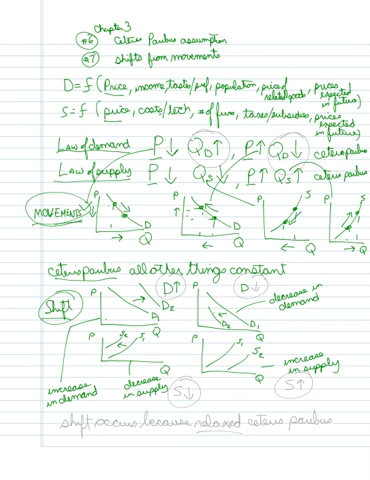 Chapter 3
#6 Ceteris Paribus assumption
#7 shifts from movements
D = f (Price, income, taste/pref, population, price of related goods, prices expected in future)
S = f (price, costs/tech, # of firms, taxes/subsidies, prices expected in future)
Law of demand P↓ QD↑, P↑ QD↓ ceteris paribus
Law of supply P↓ QS↓, P↑ QS↑ ceteris paribus
MOVEMENTS P D Q P D Q P S Q P S Q
ceteris paribus all other things constant
Shift P D1 D2 Q D↑ P D2 D1 Q D↓ decrease in demand
P S2 S1 Q P S1 S2 Q
increase in demand decrease in supply S↓ increase in supply S↑
shift occurs because relaxed ceteris paribus